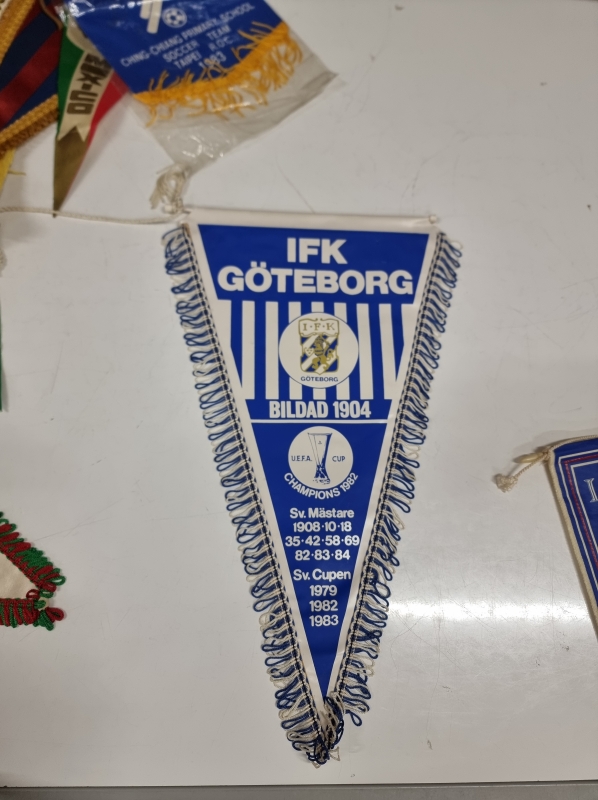 CHING-CHIANG PRIMARY SCHOOL
SOCCER TEAM
TAIPEI R.O.C.
1983
IFK
GÖTEBORG
I·F·K
GÖTEBORG
BILDAD 1904
U.E.F.A. CUP
CHAMPIONS 1982
Sv. Mästare
1908·10·18
35·42·58·69
82·83·84
Sv. Cupen
1979
1982
1983